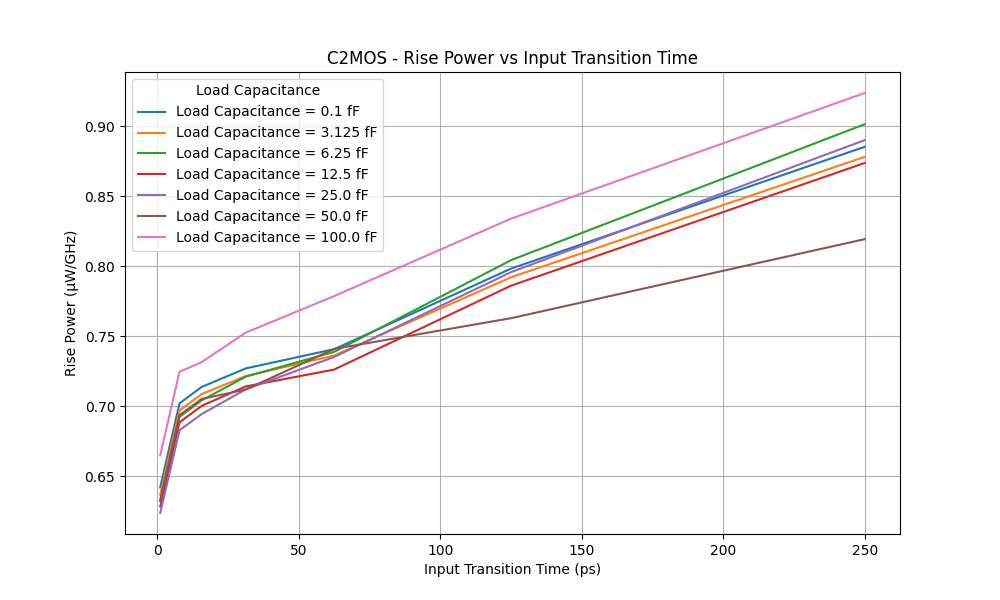 C2MOS - Rise Power vs Input Transition Time
Load Capacitance
Load Capacitance = 0.1 fF
Load Capacitance = 3.125 fF
Load Capacitance = 6.25 fF
Load Capacitance = 12.5 fF
Load Capacitance = 25.0 fF
Load Capacitance = 50.0 fF
Load Capacitance = 100.0 fF
Rise Power (μW/GHz)
0.90
0.85
0.80
0.75
0.70
0.65
0 50 100 150 200 250
Input Transition Time (ps)